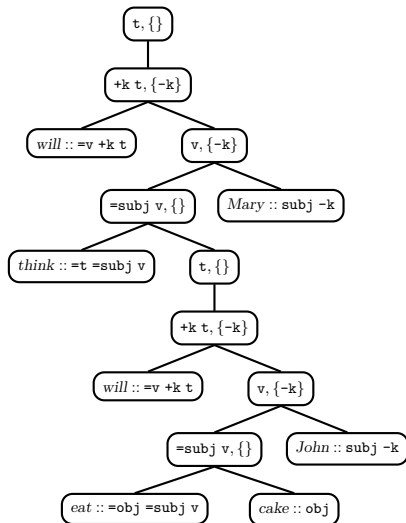 t, {}
+k t, {-k}
will :: =v +k t
v, {-k}
=subj v, {}
Mary :: subj -k
think :: =t =subj v
t, {}
+k t, {-k}
will :: =v +k t
v, {-k}
=subj v, {}
John :: subj -k
eat :: =obj =subj v
cake :: obj